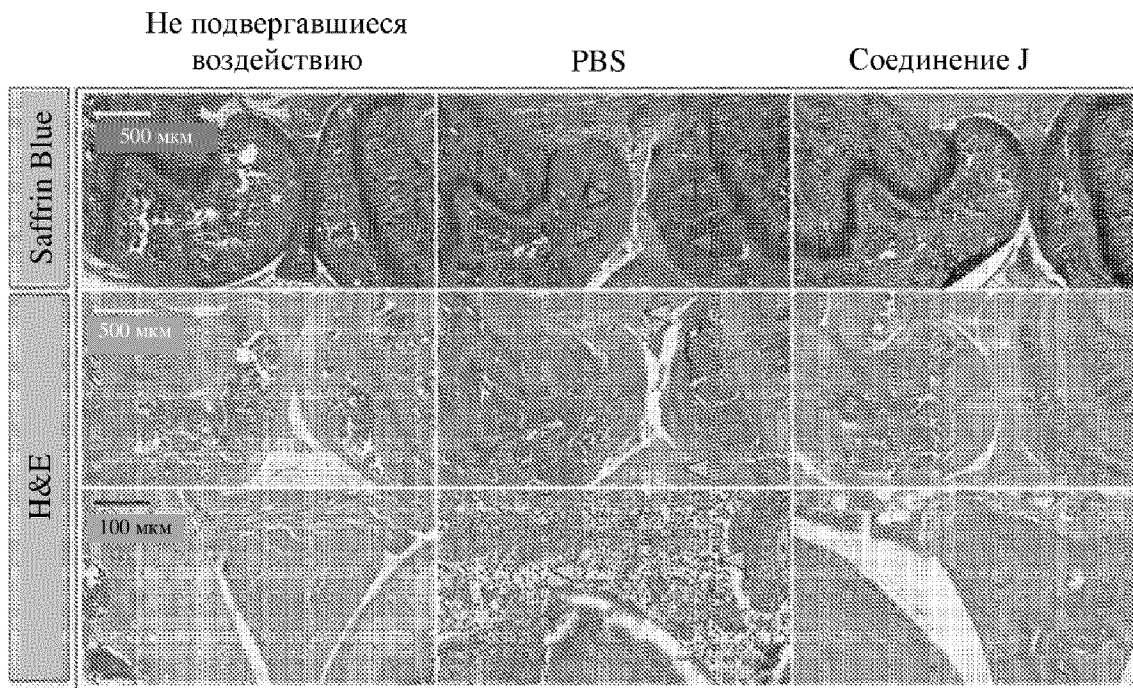 Не подвергавшиеся
воздействию
PBS
Соединение J
Saffrin Blue
500 мкм
H&E
500 мкм
100 мкм